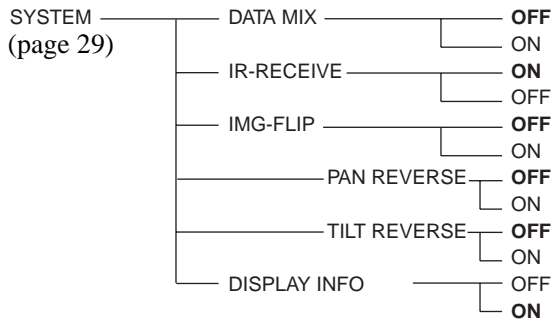 SYSTEM DATA MIX OFF
(page 29) ON
IR-RECEIVE ON
OFF
IMG-FLIP OFF
ON
PAN REVERSE OFF
ON
TILT REVERSE OFF
ON
DISPLAY INFO OFF
ON